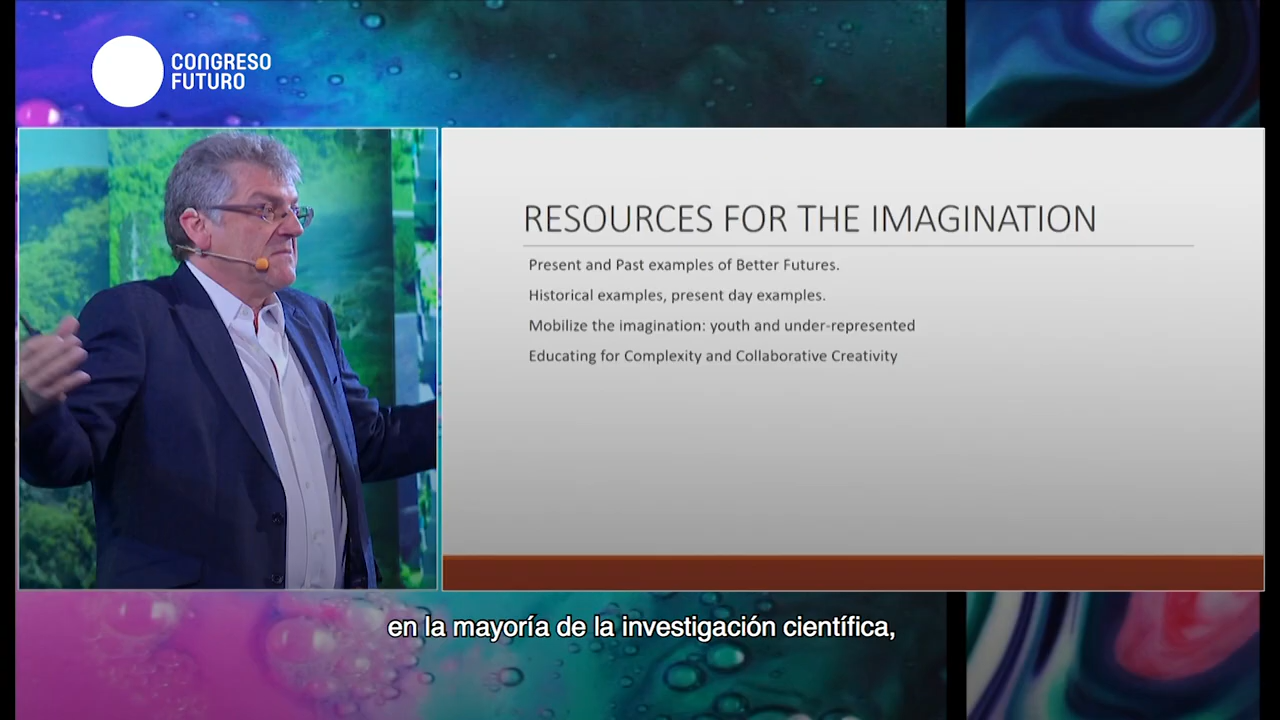 CONGRESO
FUTURO
RESOURCES FOR THE IMAGINATION
Present and Past examples of Better Futures.
Historical examples, present day examples.
Mobilize the imagination: youth and under-represented
Educating for Complexity and Collaborative Creativity
en la mayoría de la investigación científica,